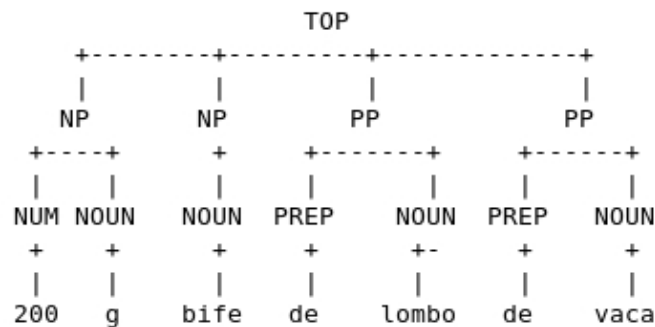 TOP
NP NP PP PP
NUM NOUN NOUN PREP NOUN PREP NOUN
200 g bife de lombo de vaca